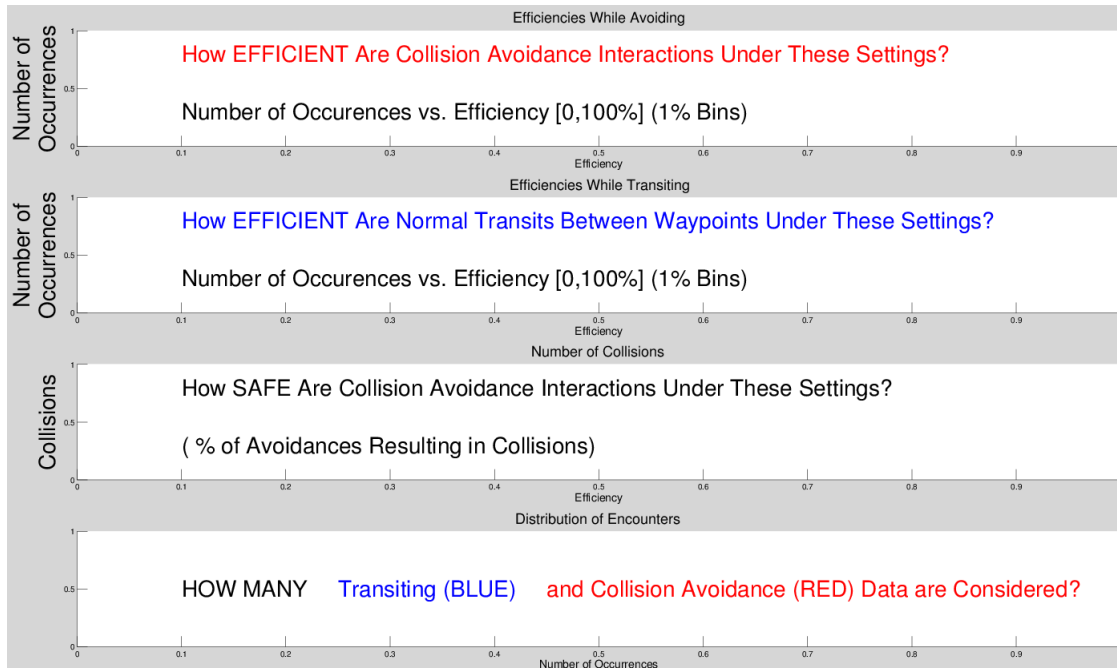 Efficiencies While Avoiding
Number of
Occurrences
1
0.5
0
How EFFICIENT Are Collision Avoidance Interactions Under These Settings?
Number of Occurences vs. Efficiency [0,100%] (1% Bins)
0 0.1 0.2 0.3 0.4 0.5 0.6 0.7 0.8 0.9
Efficiency
Efficiencies While Transiting
Number of
Occurrences
1
0.5
0
How EFFICIENT Are Normal Transits Between Waypoints Under These Settings?
Number of Occurences vs. Efficiency [0,100%] (1% Bins)
0 0.1 0.2 0.3 0.4 0.5 0.6 0.7 0.8 0.9
Efficiency
Number of Collisions
Collisions
1
0.5
0
How SAFE Are Collision Avoidance Interactions Under These Settings?
( % of Avoidances Resulting in Collisions)
0 0.1 0.2 0.3 0.4 0.5 0.6 0.7 0.8 0.9
Efficiency
Distribution of Encounters
1
0.5
0
HOW MANY Transiting (BLUE) and Collision Avoidance (RED) Data are Considered?
0 0.1 0.2 0.3 0.4 0.5 0.6 0.7 0.8 0.9
Number of Occurrences